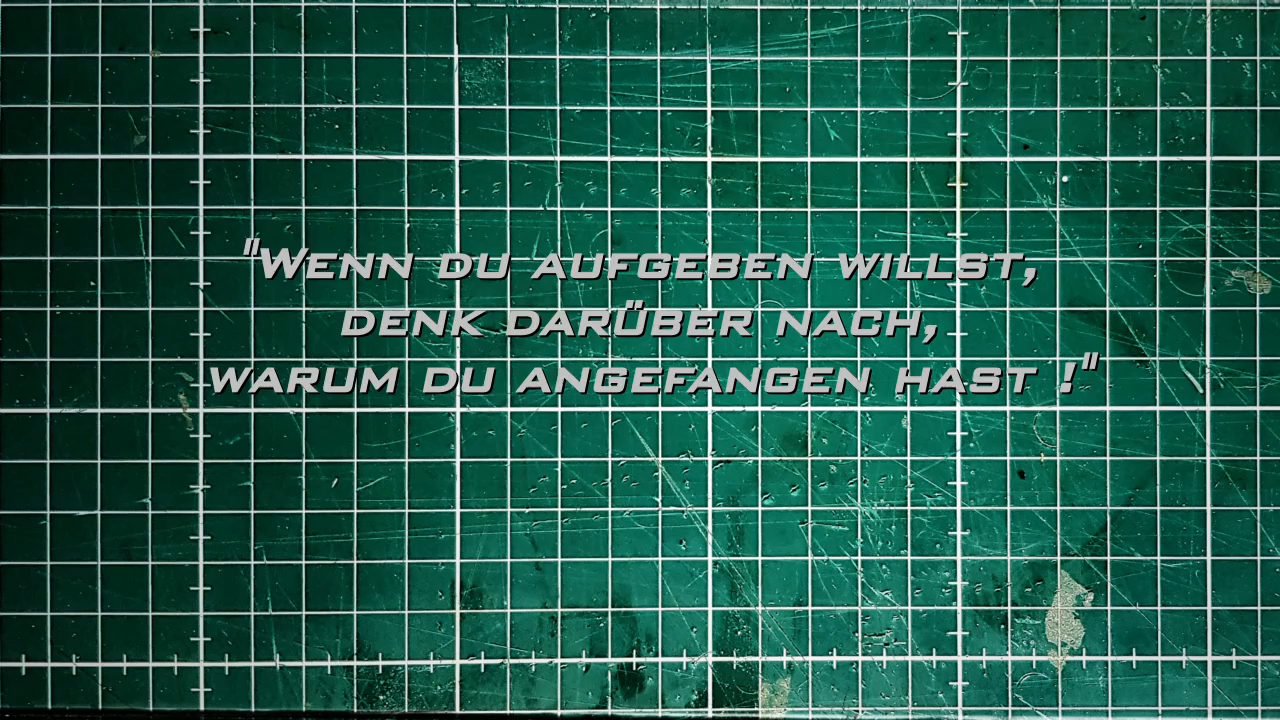 "Wenn du aufgeben willst,
denk darüber nach,
warum du angefangen hast !"